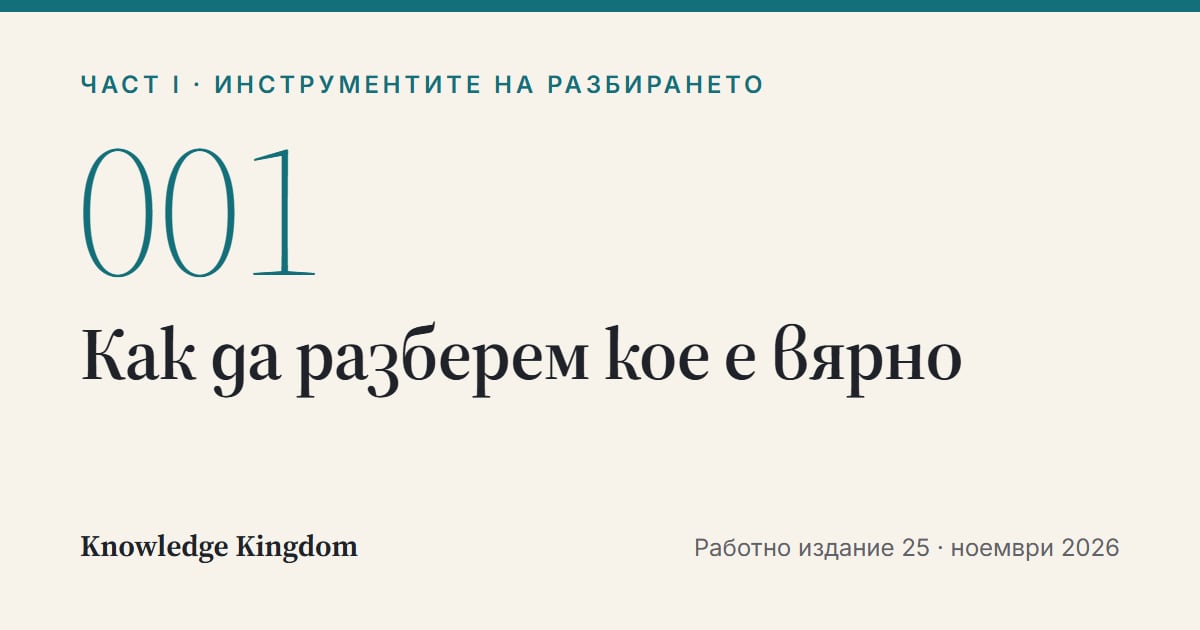 ЧАСТ I · ИНСТРУМЕНТИТЕ НА РАЗБИРАНЕТО
001
Как да разберем кое е вярно
Knowledge Kingdom
Работно издание 25 · ноември 2026